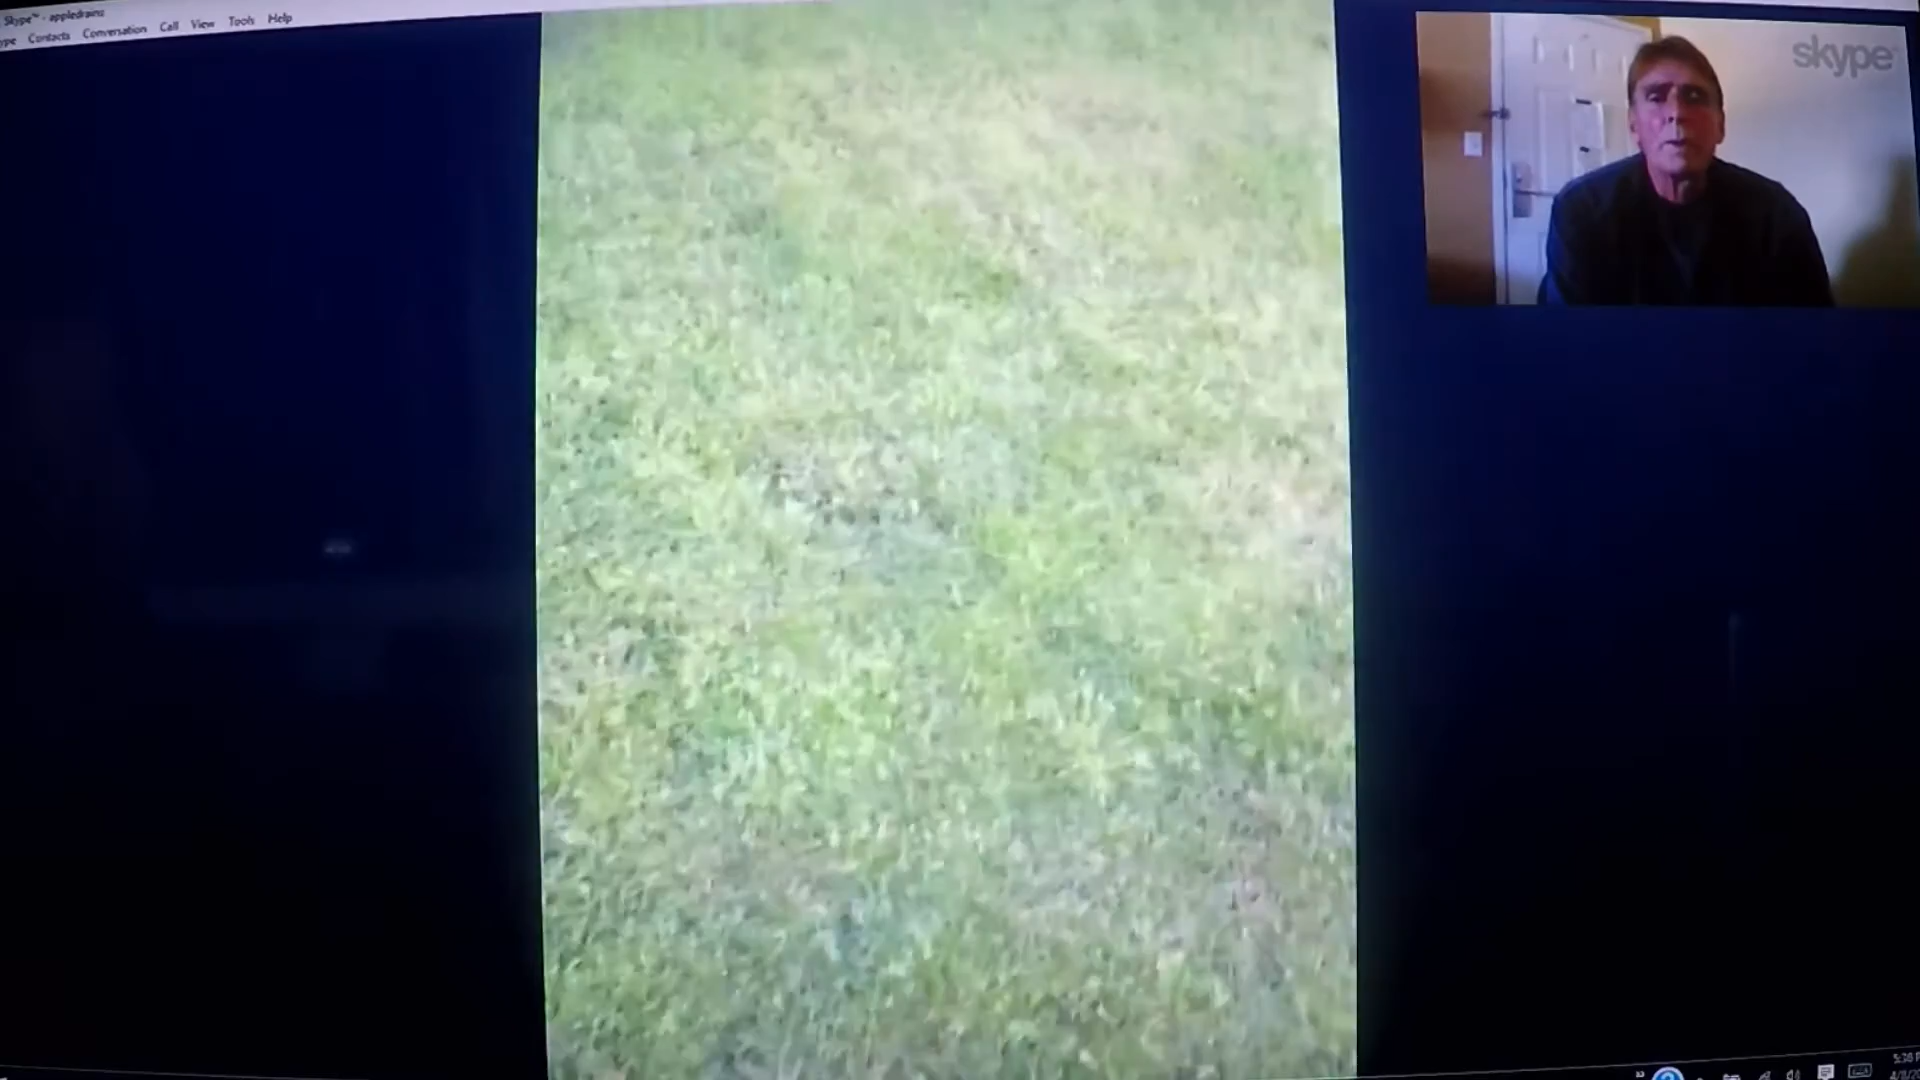 Skype™ - appledrains
Contacts Conversation Call View Tools Help
skype